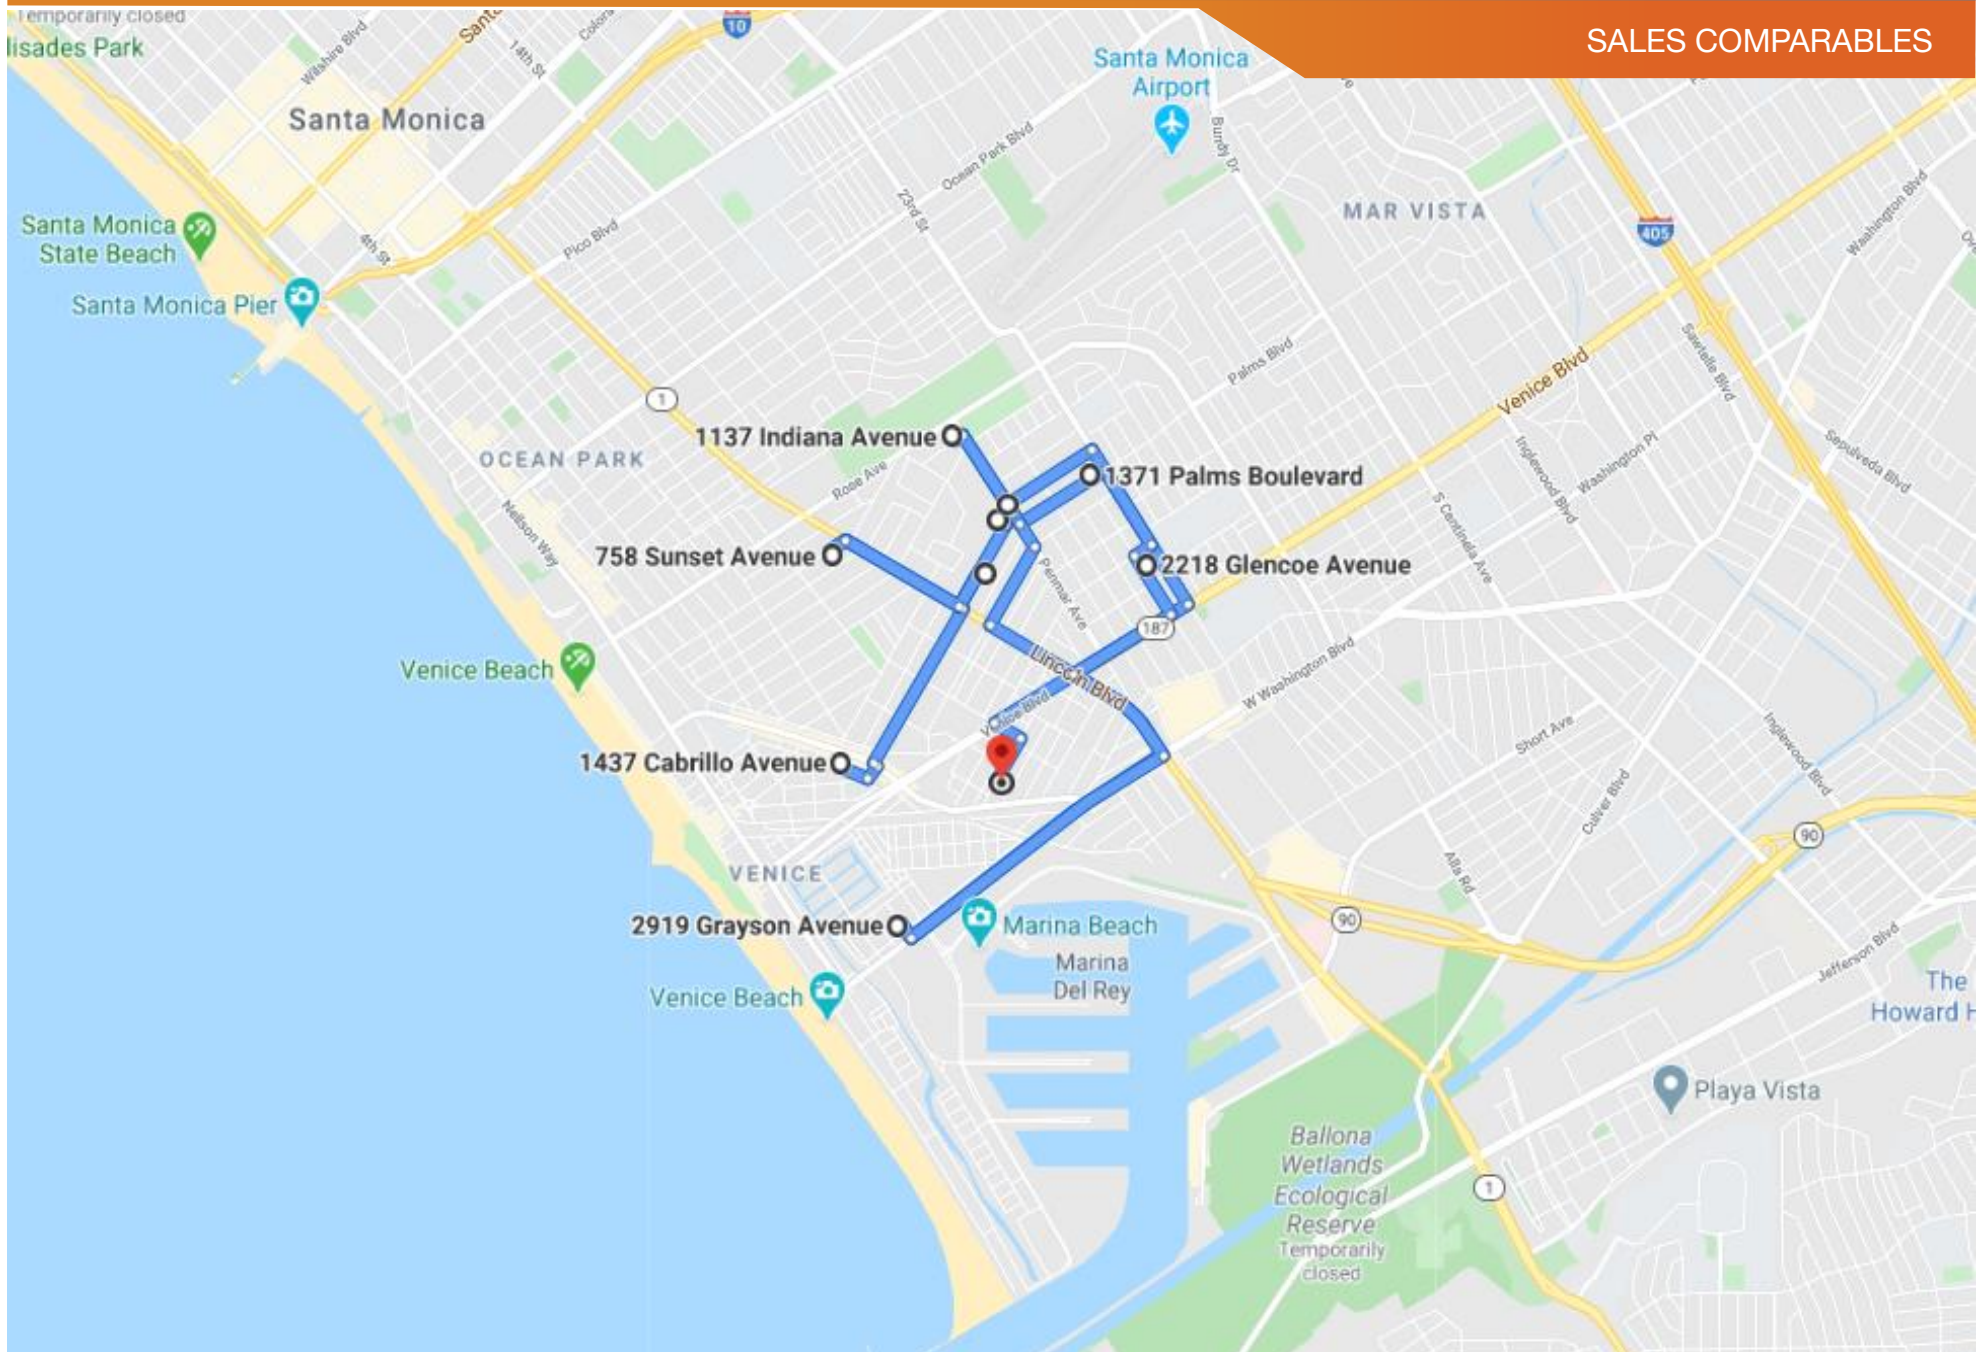 SALES COMPARABLES
Temporarily closed
lisades Park
Wilshire Blvd
Santa
14th St
10
Santa Monica
Airport
Santa Monica
Bundy Dr
Ocean Park Blvd
23rd St
MAR VISTA
Washington Blvd
405
Santa Monica
State Beach
4th St
Pico Blvd
Santa Monica Pier
Palms Blvd
Sawtelle Blvd
Venice Blvd
1
1137 Indiana Avenue
OCEAN PARK
Rose Ave
1371 Palms Boulevard
Inglewood Blvd
Washington Pl
Sepulveda Blvd
Neilson Way
S Centinela Ave
758 Sunset Avenue
2218 Glencoe Avenue
Penmar Ave
187
Lincoln Blvd
W Washington Blvd
Venice Beach
Venice Blvd
Short Ave
Inglewood Blvd
1437 Cabrillo Avenue
Culver Blvd
90
VENICE
Alla Rd
2919 Grayson Avenue
Marina Beach
90
Jefferson Blvd
Marina
Del Rey
Venice Beach
The
Howard H
Playa Vista
Ballona
Wetlands
Ecological
Reserve
Temporarily
closed
1